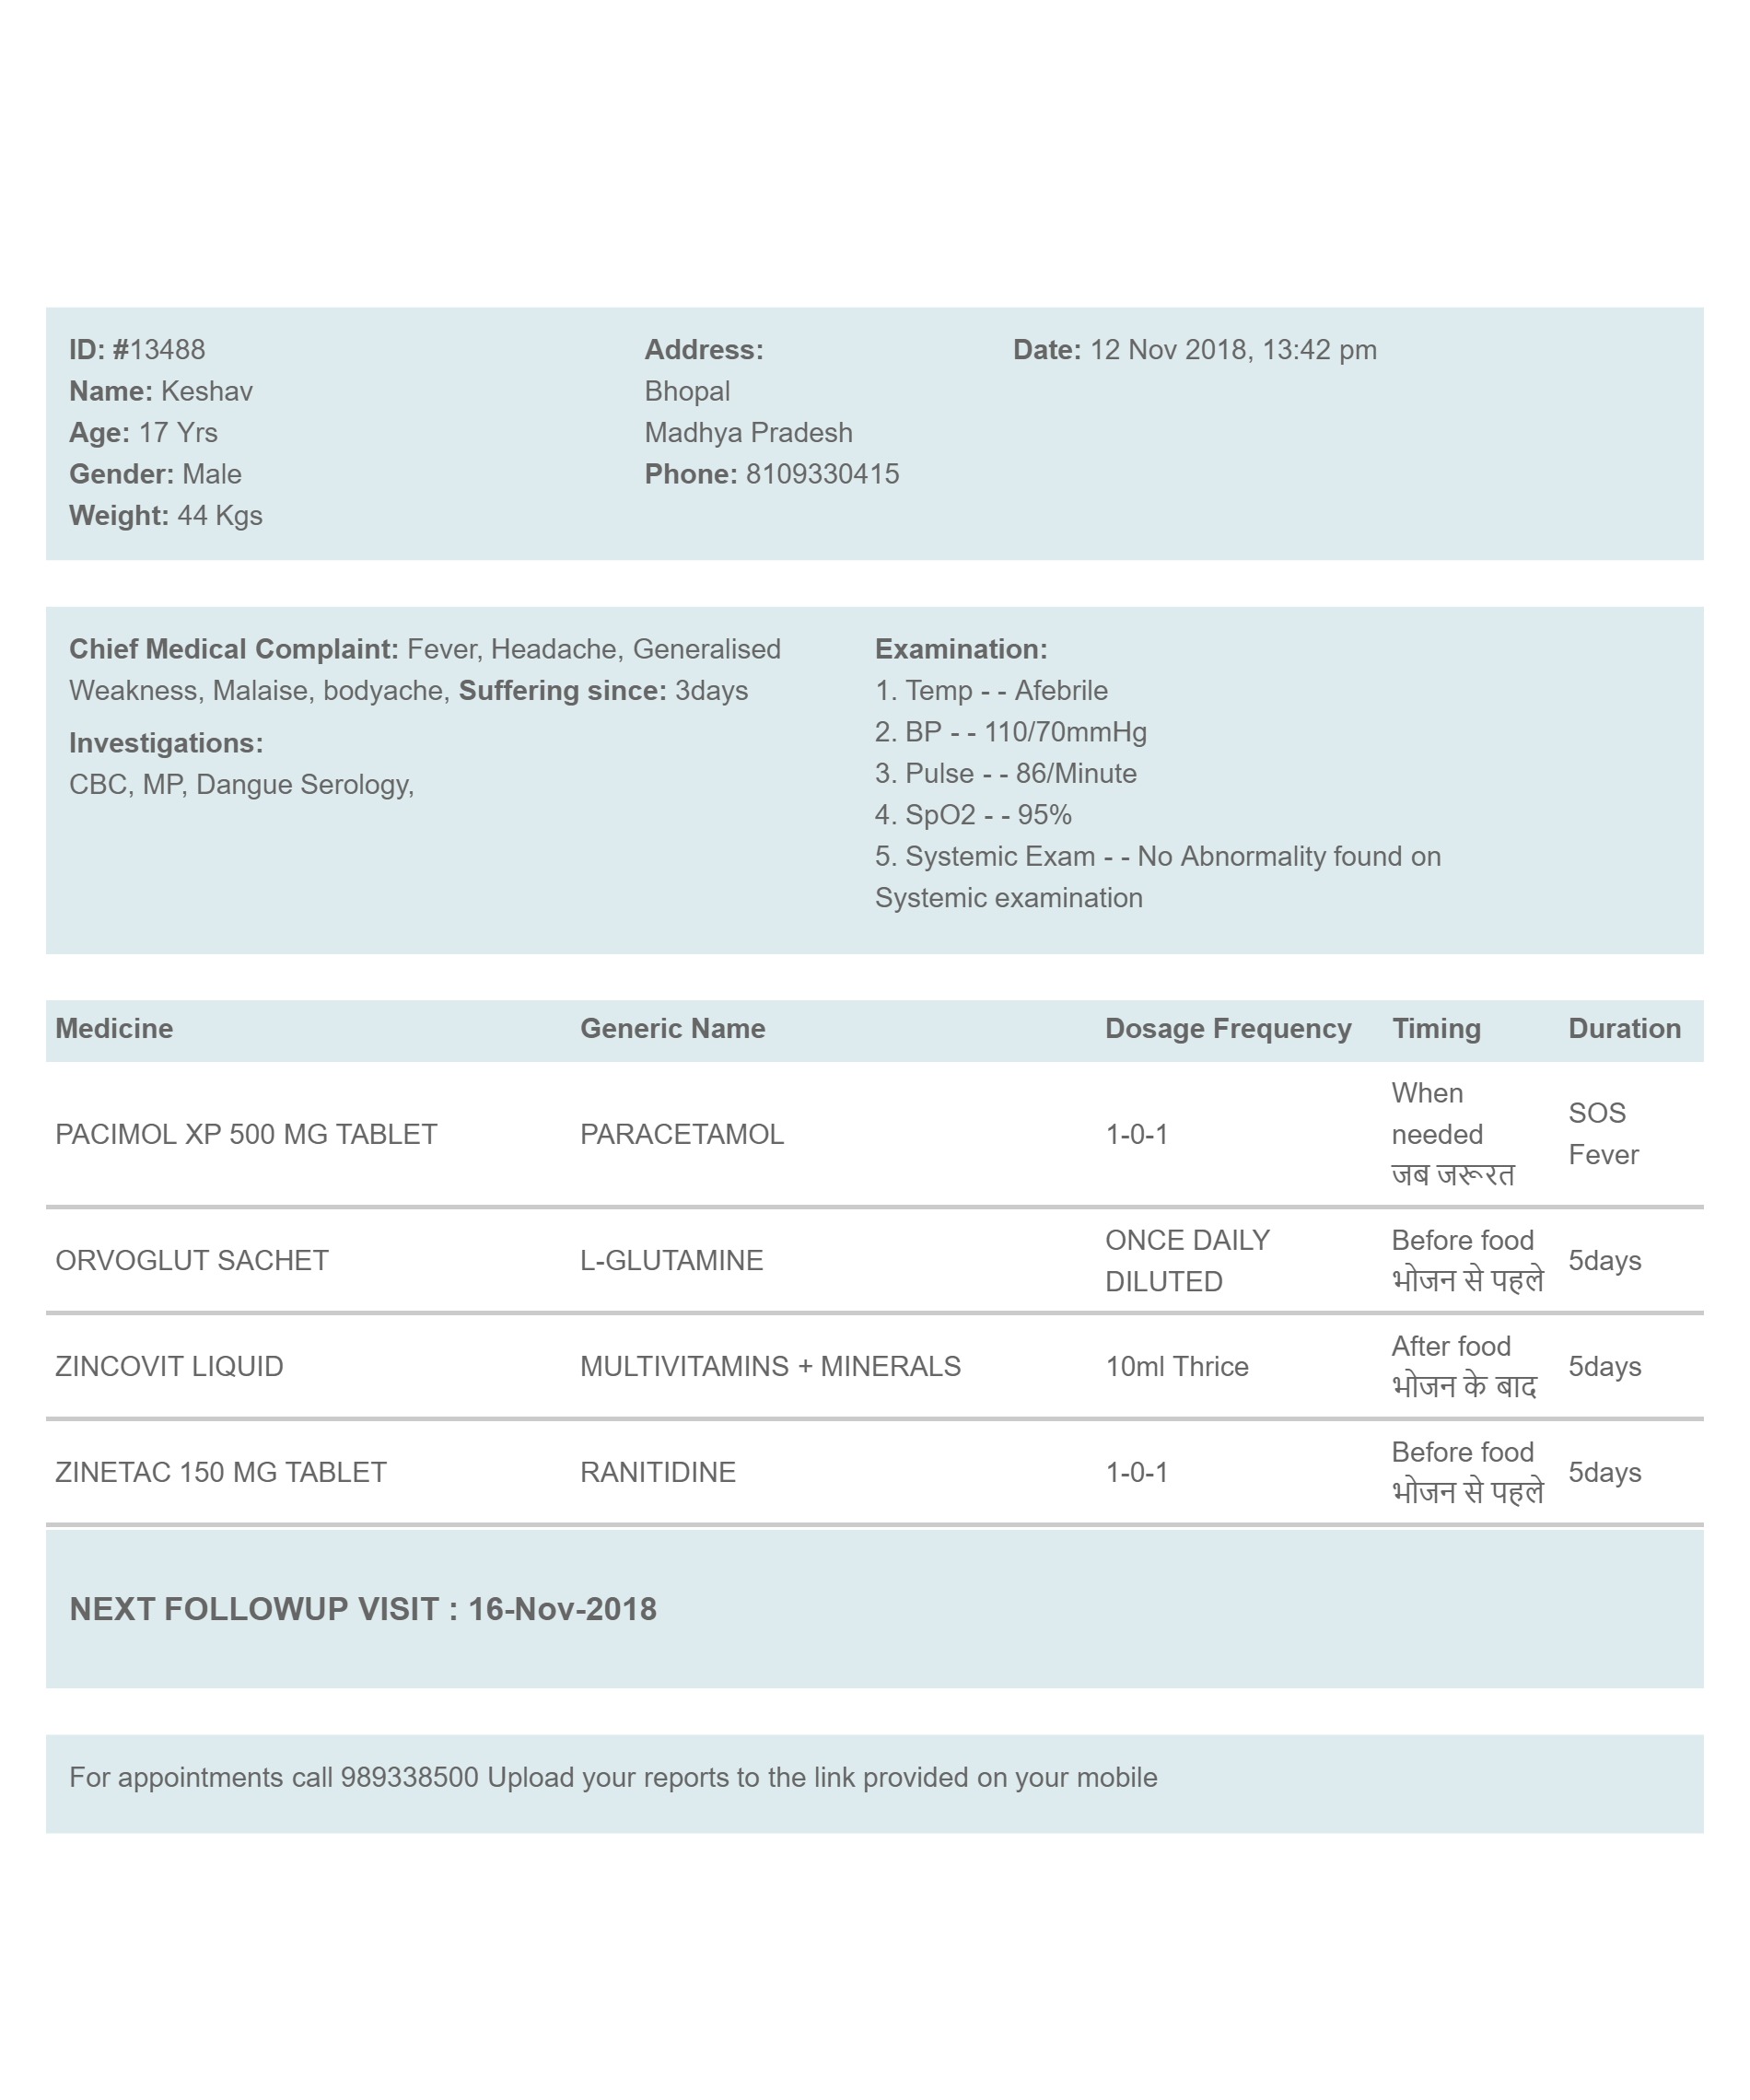 ID: #13488
Name: Keshav
Age: 17 Yrs
Gender: Male
Weight: 44 Kgs
Address:
Bhopal
Madhya Pradesh
Phone: 8109330415
Date: 12 Nov 2018, 13:42 pm
Chief Medical Complaint: Fever, Headache, Generalised
Weakness, Malaise, bodyache, Suffering since: 3days
Investigations:
CBC, MP, Dangue Serology,
Examination:
1. Temp - - Afebrile
2. BP - - 110/70mmHg
3. Pulse - - 86/Minute
4. SpO2 - - 95%
5. Systemic Exam - - No Abnormality found on
Systemic examination
Medicine Generic Name Dosage Frequency Timing Duration
PACIMOL XP 500 MG TABLET PARACETAMOL 1-0-1 When
needed
जब जरूरत
SOS
Fever
ORVOGLUT SACHET L-GLUTAMINE ONCE DAILY
DILUTED
Before food
भोजन से पहले
5days
ZINCOVIT LIQUID MULTIVITAMINS + MINERALS 10ml Thrice After food
भोजन के बाद
5days
ZINETAC 150 MG TABLET RANITIDINE 1-0-1 Before food
भोजन से पहले
5days
NEXT FOLLOWUP VISIT : 16-Nov-2018
For appointments call 989338500 Upload your reports to the link provided on your mobile